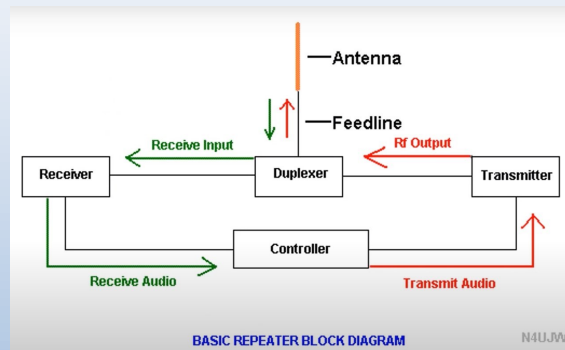 Antenna
Feedline
Receive Input
Rf Output
Receiver
Duplexer
Transmitter
Controller
Receive Audio
Transmit Audio
BASIC REPEATER BLOCK DIAGRAM
N4UJW